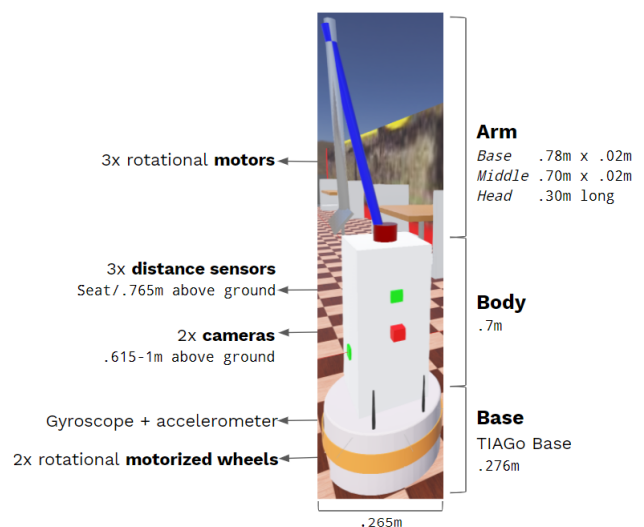 3x rotational motors
3x distance sensors
Seat/.765m above ground
2x cameras
.615-1m above ground
Gyroscope + accelerometer
2x rotational motorized wheels
Arm
Base .78m x .02m
Middle .70m x .02m
Head .30m long
Body
.7m
Base
TIAGo Base
.276m
.265m